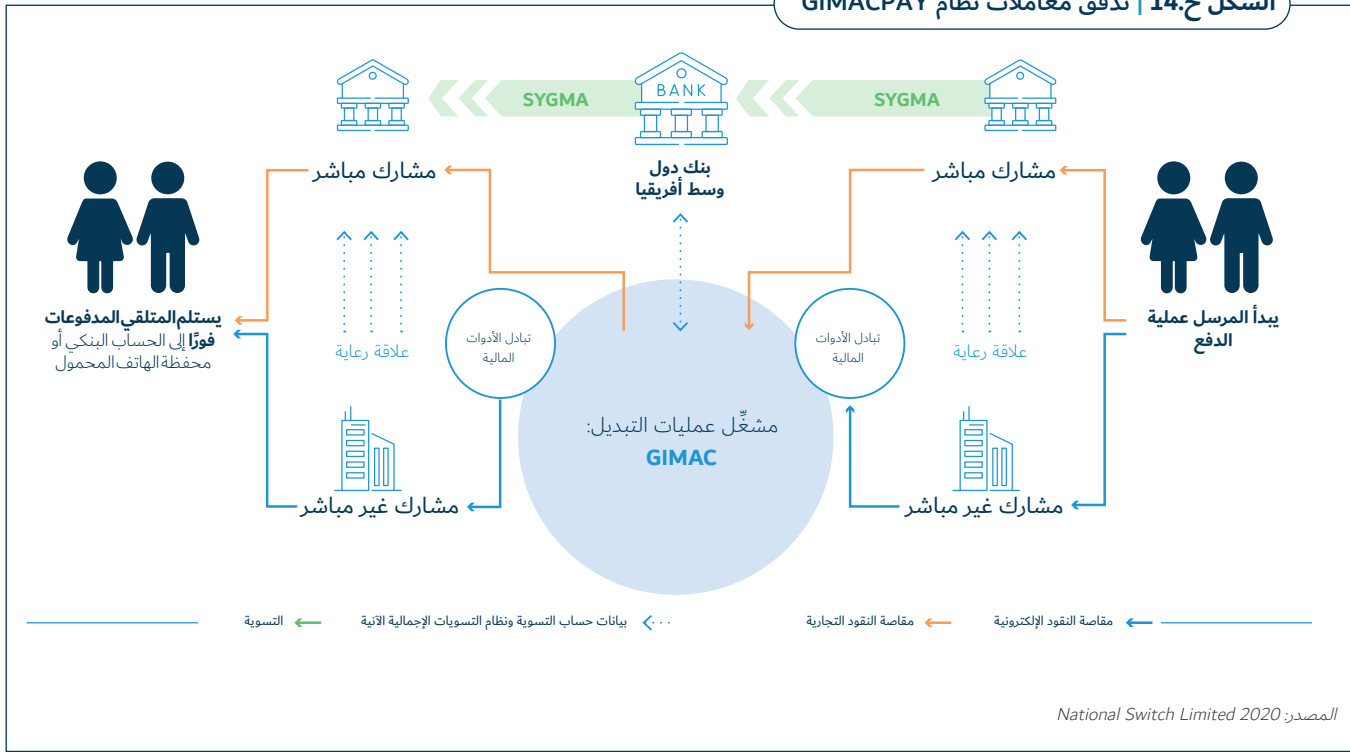 الشكل ح.14 | تدفق معاملات نظام GIMACPAY
SYGMA
BANK
SYGMA
مشارك مباشر
بنك دول
وسط أفريقيا
مشارك مباشر
يبدأ المرسل عملية
الدفع
علاقة رعاية
تبادل الأدوات
المالية
تبادل الأدوات
المالية
علاقة رعاية
يستلم المتلقي المدفوعات
فورًا إلى الحساب البنكي أو
محفظة الهاتف المحمول
مشغِّل عمليات التبديل:
GIMAC
مشارك غير مباشر
مشارك غير مباشر
مقاصة النقود الإلكترونية
مقاصة النقود التجارية
بيانات حساب التسوية ونظام التسويات الإجمالية الآنية
التسوية
المصدر: National Switch Limited 2020